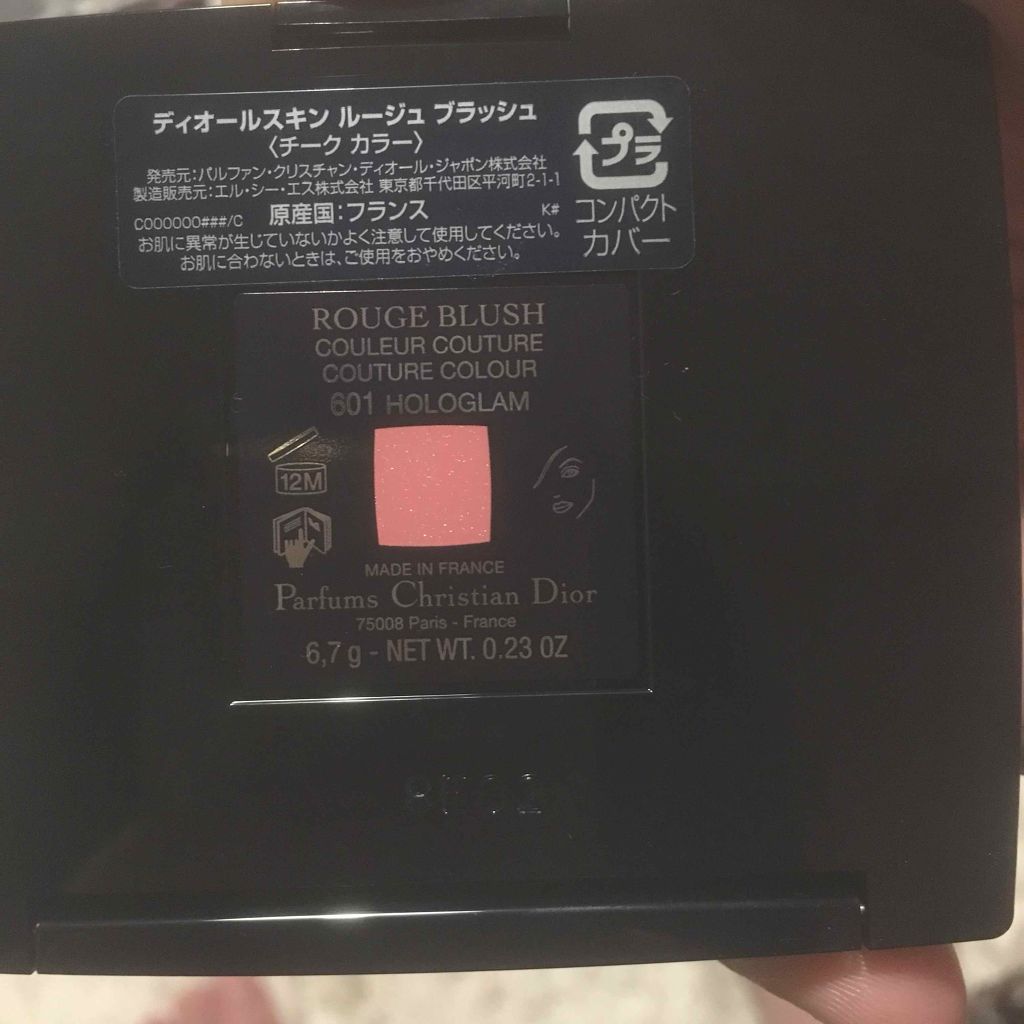 ディオールスキン ルージュ ブラッシュ
〈チーク カラー〉
発売元:パルファン・クリスチャン・ディオール・ジャポン株式会社
製造販売元:エル・シー・エス株式会社 東京都千代田区平河町2-1-1
C000000###/C 原産国:フランス K#
お肌に異常が生じていないかよく注意して使用してください。
お肌に合わないときは、ご使用をおやめください。
プラ
コンパクト
カバー
ROUGE BLUSH
COULEUR COUTURE
COUTURE COLOUR
601 HOLOGLAM
12M
MADE IN FRANCE
Parfums Christian Dior
75008 Paris - France
6,7 g - NET WT. 0.23 OZ